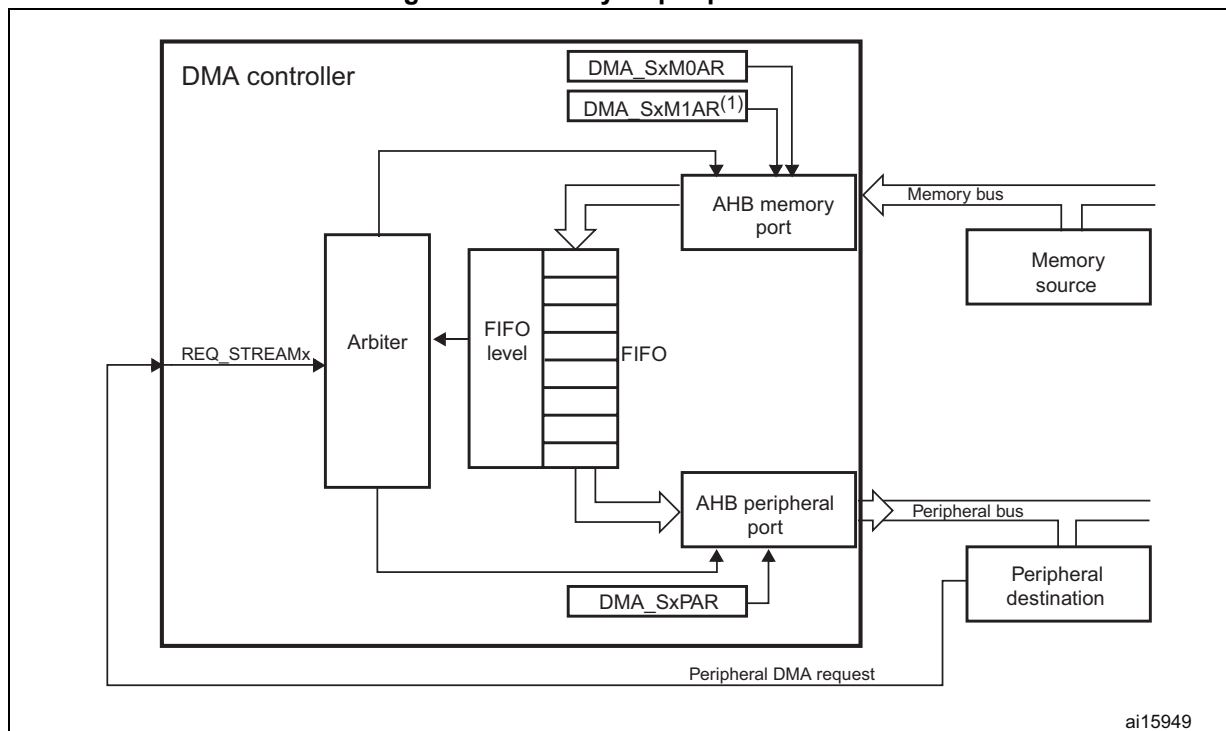 DMA controller
DMA_SxM0AR
DMA_SxM1AR(1)
AHB memory
port
Memory bus
Memory
source
REQ_STREAMx
Arbiter
FIFO
level
FIFO
AHB peripheral
port
Peripheral bus
DMA_SxPAR
Peripheral
destination
Peripheral DMA request
ai15949